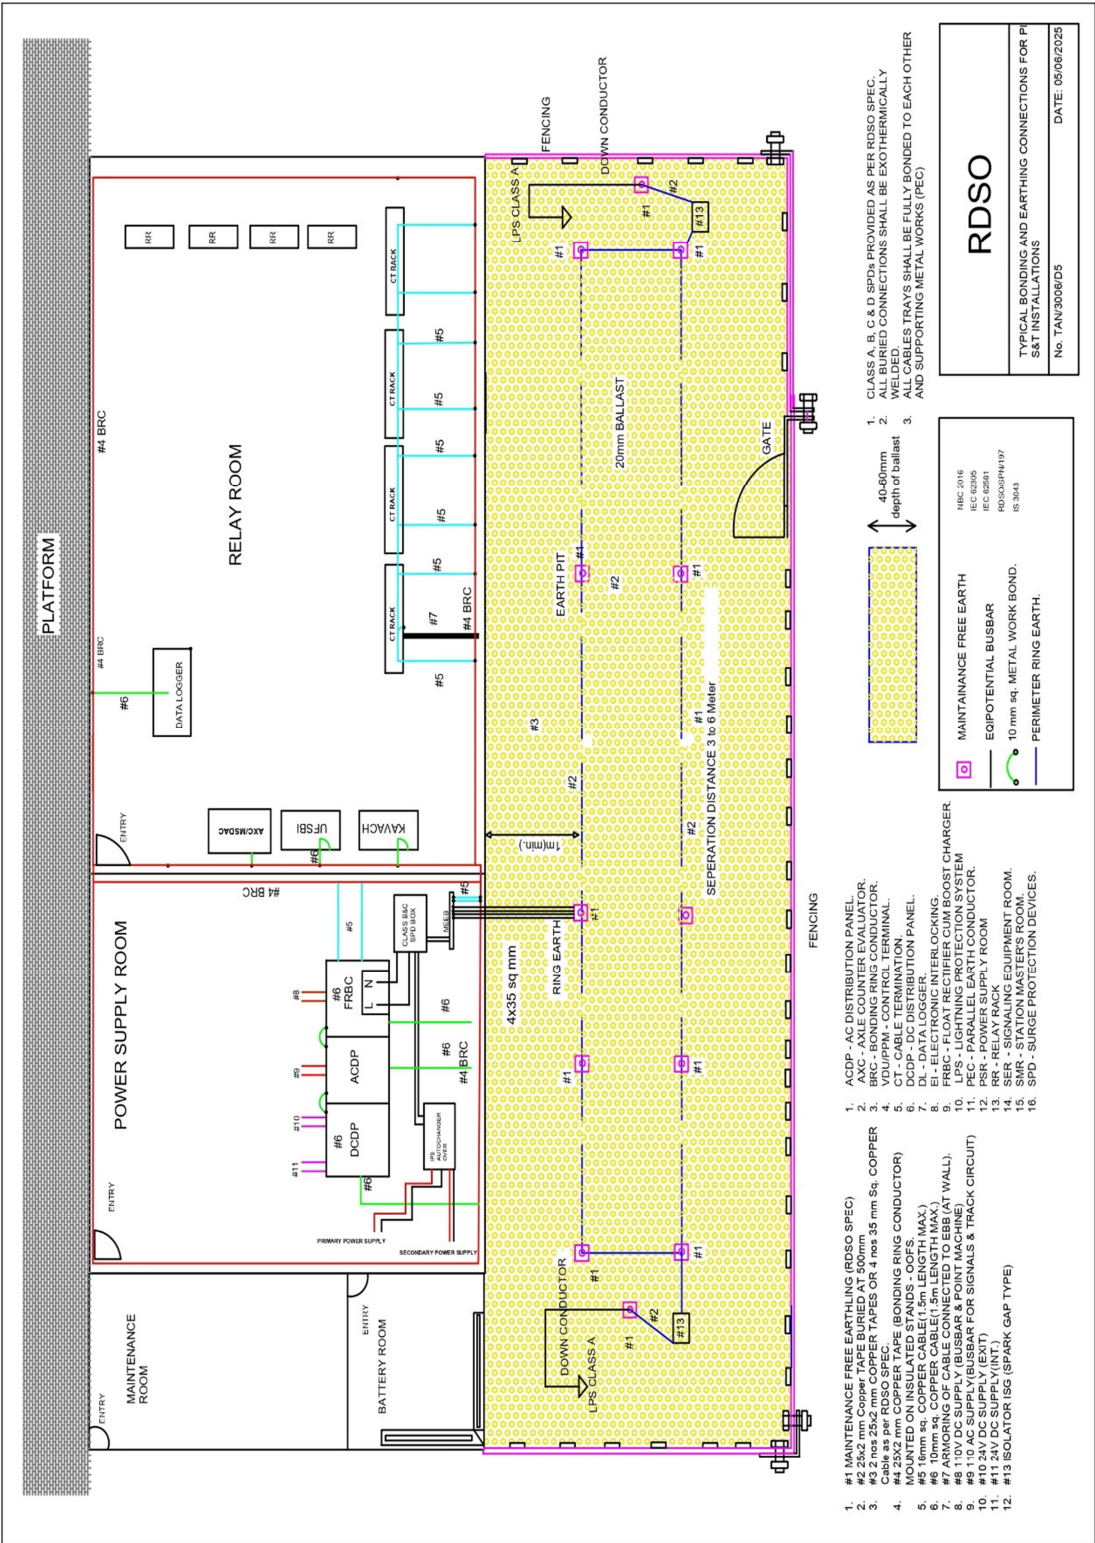 PLATFORM
#4 BRC
#4 BRC
#6
DATA LOGGER
RELAY ROOM
RR
RR
RR
RR
CT RACK
CT RACK
CT RACK
CT RACK
#5
#5
#5
#5
#5
#5
#7
#4 BRC
ENTRY
AXC/MSDAC
UFSBI
#6
KAVACH
POWER SUPPLY ROOM
ENTRY
#4 BRC
#5
#8
#9
#10
#11
#6
FRBC
L N
ACDP
#6
DCDP
#6
#6
#6
#4 BRC
CLASS B&C
SPD BOX
MEEB
#5
IPS
AUTOCHANGER
OVER
PRIMARY POWER SUPPLY
SECONDARY POWER SUPPLY
MAINTENANCE
ROOM
ENTRY
BATTERY ROOM
ENTRY
LPS CLASS A
DOWN CONDUCTOR
#1
#2
#13
#1
#1
4x35 sq mm
RING EARTH
#1
#1
#1
1m(min.)
#2
#3
EARTH PIT
#1
#2
#1
SEPERATION DISTANCE 3 to 6 Meter
#1
#2
20mm BALLAST
GATE
LPS CLASS A
DOWN CONDUCTOR
#1
#2
#13
#1
#1
FENCING
FENCING
1. #1 MAINTENANCE FREE EARTHLING (RDSO SPEC)
2. #2 25x2 mm Copper TAPE BURIED AT 500mm
3. #3 2 nos 25x2 mm COPPER TAPES OR 4 nos 35 mm Sq. COPPER
Cable as per RDSO SPEC.
4. #4 25X2 mm COPPER TAPE (BONDING RING CONDUCTOR)
MOUNTED ON INSULATED STANDS - OOFS.
5. #5 16mm sq. COPPER CABLE(1.5m LENGTH MAX.)
6. #6 10mm sq. COPPER CABLE(1.5m LENGTH MAX.)
7. #7 ARMORING OF CABLE CONNECTED TO EBB (AT WALL).
8. #8 110V DC SUPPLY (BUSBAR & POINT MACHINE)
9. #9 110 AC SUPPLY(BUSBAR FOR SIGNALS & TRACK CIRCUIT)
10. #10 24V DC SUPPLY (EXIT)
11. #11 24V DC SUPPLY(INT.)
12. #13 ISOLATOR ISG (SPARK GAP TYPE)
1. ACDP - AC DISTRIBUTION PANEL.
2. AXC - AXLE COUNTER EVALUATOR.
3. BRC - BONDING RING CONDUCTOR.
4. VDU/PPM - CONTROL TERMINAL.
5. CT - CABLE TERMINATION.
6. DCDP - DC DISTRIBUTION PANEL.
7. DL - DATA LOGGER.
8. EI - ELECTRONIC INTERLOCKING.
9. FRBC - FLOAT RECTIFIER CUM BOOST CHARGER.
10. LPS - LIGHTNING PROTECTION SYSTEM
11. PEC - PARALLEL EARTH CONDUCTOR.
12. PSR - POWER SUPPLY ROOM
13. RR - RELAY RACK
14. SER - SIGNALING EQUIPMENT ROOM.
15. SMR - STATION MASTER'S ROOM.
16. SPD - SURGE PROTECTION DEVICES.
40-60mm
depth of ballast
MAINTAINANCE FREE EARTH
EQIPOTENTIAL BUSBAR
10 mm sq. METAL WORK BOND.
PERIMETER RING EARTH.
NBC 2016
IEC 62305
IEC 62561
RDSO/SPN/197
IS 3043
1. CLASS A, B, C & D SPDs PROVIDED AS PER RDSO SPEC.
2. ALL BURIED CONNECTIONS SHALL BE EXOTHERMICALLY
WELDED.
3. ALL CABLES TRAYS SHALL BE FULLY BONDED TO EACH OTHER
AND SUPPORTING METAL WORKS (PEC)
RDSO
TYPICAL BONDING AND EARTHING CONNECTIONS FOR
S&T INSTALLATIONS
No. TAN/3006/D5 DATE: 05/06/2025